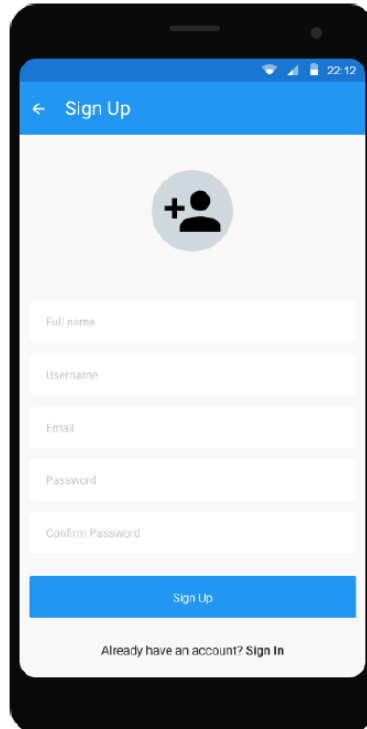 22:12
Sign Up
Full name
Username
Email
Password
Confirm Password
Sign Up
Already have an account? Sign In